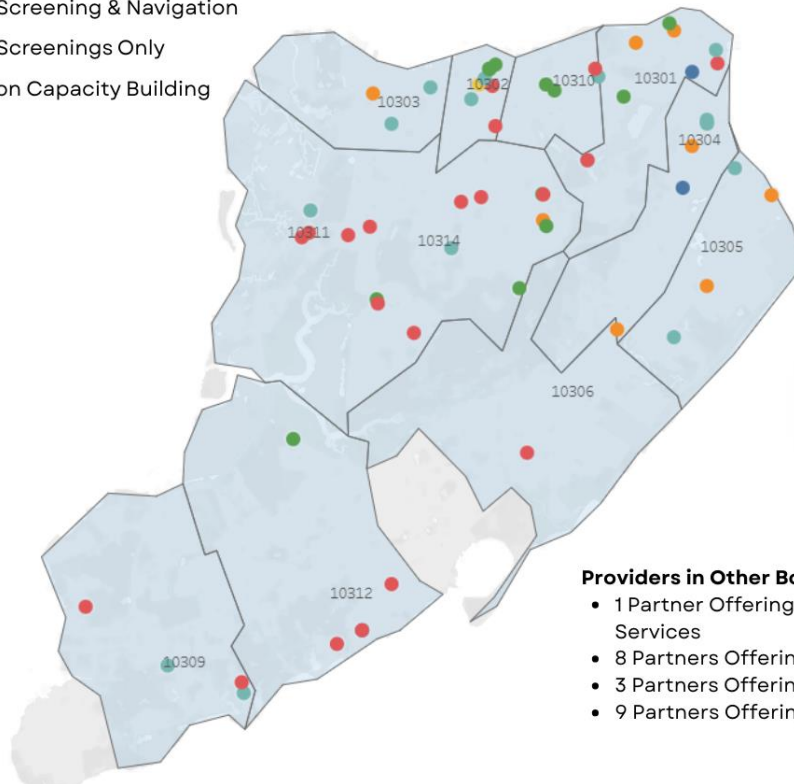 Screening & Navigation
Screenings Only
on Capacity Building
10303
10302
10310
10301
10304
10311
10314
10305
10306
10312
10309
Providers in Other Bo
• 1 Partner Offering
Services
• 8 Partners Offerin
• 3 Partners Offerin
• 9 Partners Offerin